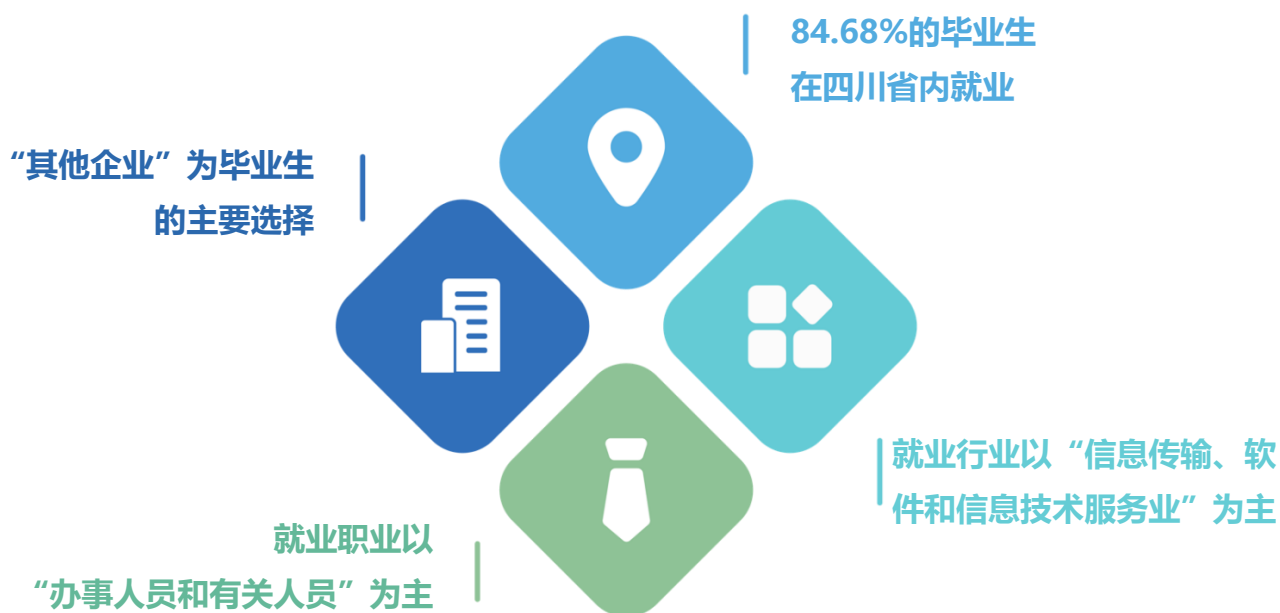 84.68%的毕业生
在四川省内就业
“其他企业”为毕业生
的主要选择
就业行业以“信息传输、软
件和信息技术服务业”为主
就业职业以
“办事人员和有关人员”为主